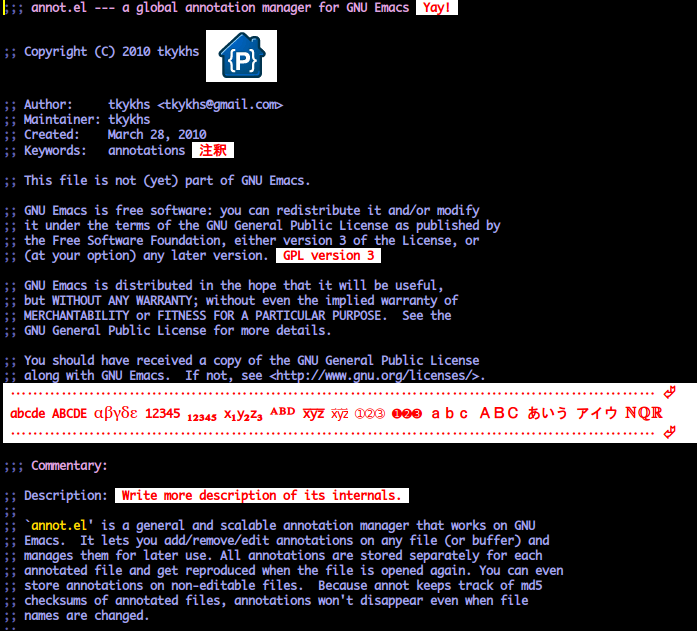 ;;; annot.el --- a global annotation manager for GNU Emacs Yay!
;; Copyright (C) 2010 tkykhs {P}
;; Author: tkykhs <tkykhs@gmail.com>
;; Maintainer: tkykhs
;; Created: March 28, 2010
;; Keywords: annotations 注釈
;; This file is not (yet) part of GNU Emacs.
;; GNU Emacs is free software: you can redistribute it and/or modify
;; it under the terms of the GNU General Public License as published by
;; the Free Software Foundation, either version 3 of the License, or
;; (at your option) any later version. GPL version 3
;; GNU Emacs is distributed in the hope that it will be useful,
;; but WITHOUT ANY WARRANTY; without even the implied warranty of
;; MERCHANTABILITY or FITNESS FOR A PARTICULAR PURPOSE. See the
;; GNU General Public License for more details.
;; You should have received a copy of the GNU General Public License
;; along with GNU Emacs. If not, see <http://www.gnu.org/licenses/>.
abcde ABCDE αβγδε 12345 ₁₂₃₄₅ x₁y₂z₃ ᴬᴮᴰ x̅y̅z̅ x̅y̅z̅ ①②③ ❶❷❸ ａｂｃ ＡＢＣ あいう アイウ ℕℚℝ
;;; Commentary:
;; Description: Write more description of its internals.
;;
;; `annot.el' is a general and scalable annotation manager that works on GNU
;; Emacs. It lets you add/remove/edit annotations on any file (or buffer) and
;; manages them for later use. All annotations are stored separately for each
;; annotated file and get reproduced when the file is opened again. You can even
;; store annotations on non-editable files. Because annot keeps track of md5
;; checksums of annotated files, annotations won't disappear even when file
;; names are changed.
;;